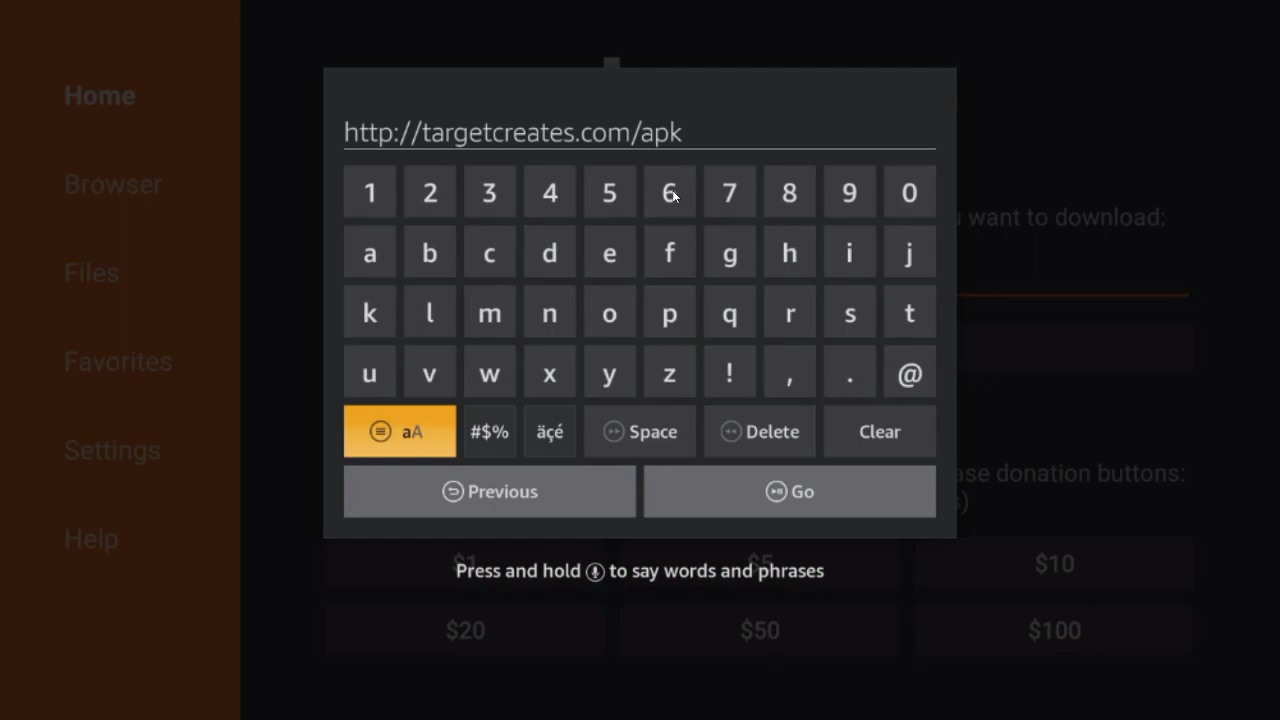 Home
Browser
Files
Favorites
Settings
Help
http://targetcreates.com/apk
1 2 3 4 5 6 7 8 9 0
a b c d e f g h i j
k l m n o p q r s t
u v w x y z ! , . @
aA #$% äçé Space Delete Clear
Previous Go
Press and hold to say words and phrases
want to download:
donation buttons:
$1 $5 $10
$20 $50 $100